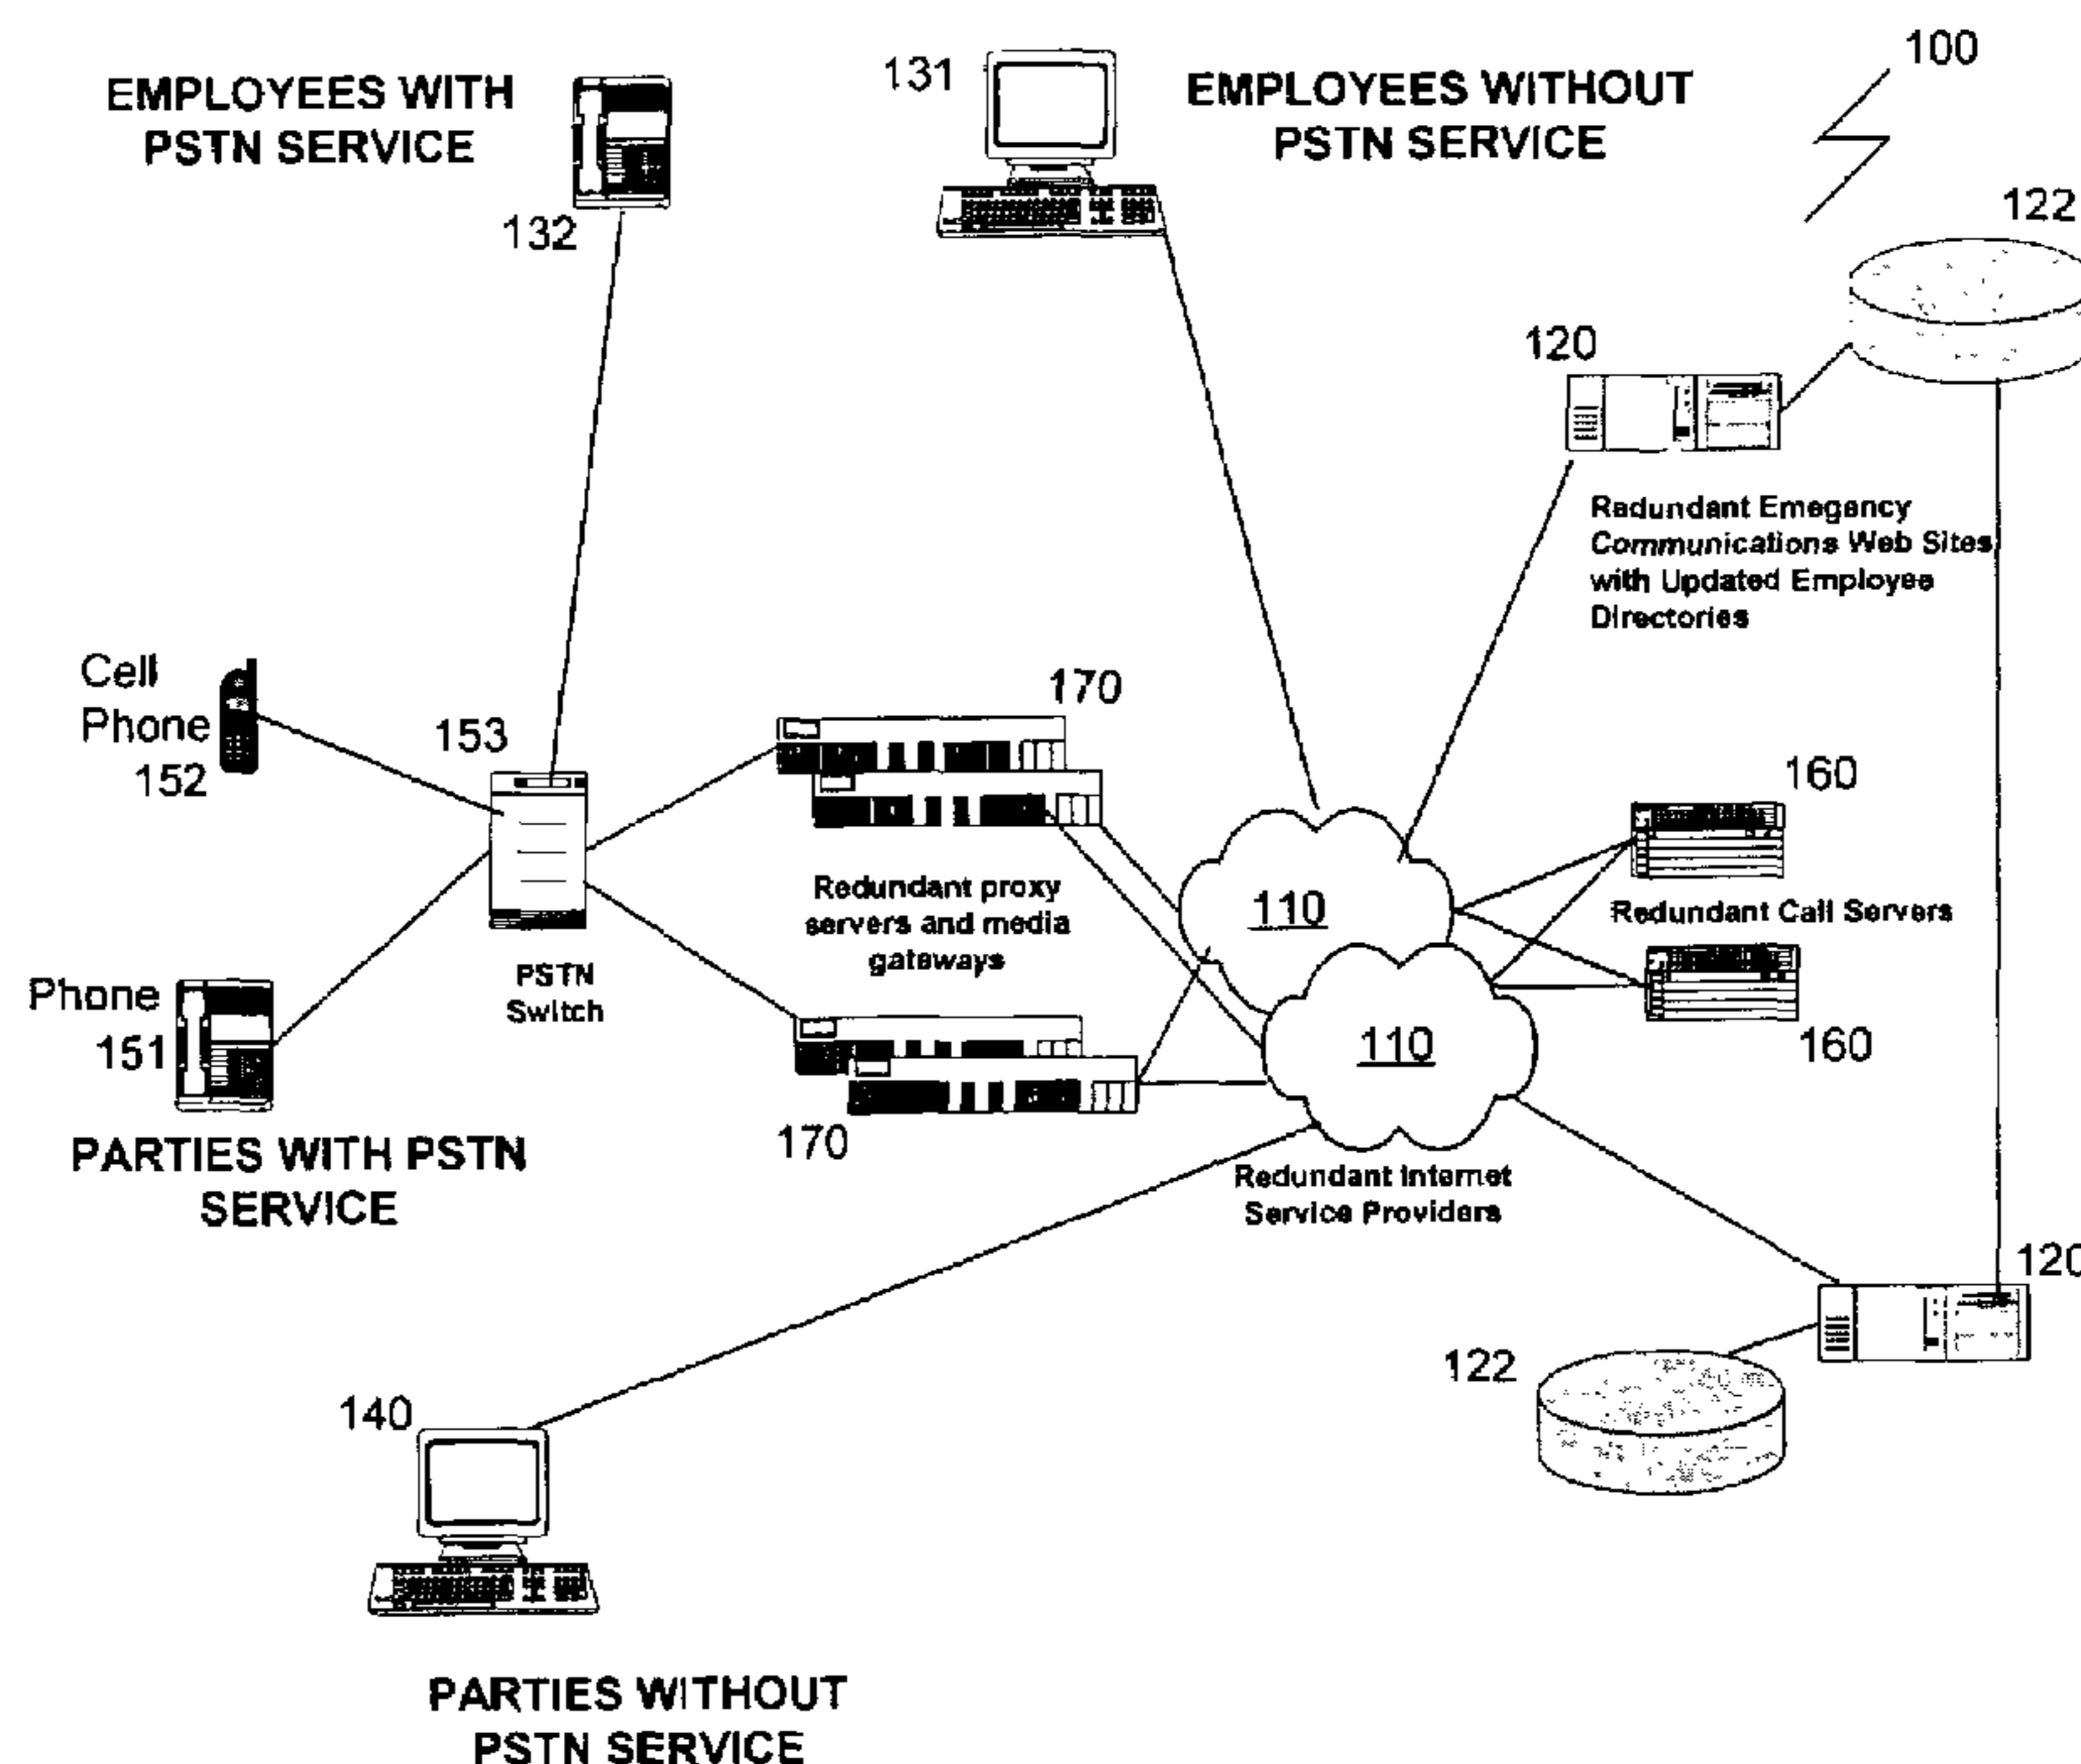 100
EMPLOYEES WITH
PSTN SERVICE
132
131
EMPLOYEES WITHOUT
PSTN SERVICE
122
120
Redundant Emegency
Communications Web Sites
with Updated Employee
Directories
Cell
Phone
152
153
PSTN
Switch
170
Redundant proxy
servers and media
gateways
170
110
110
Redundant Internet
Service Providers
160
Redundant Call Servers
160
Phone
151
PARTIES WITH PSTN
SERVICE
120
122
140
PARTIES WITHOUT
PSTN SERVICE